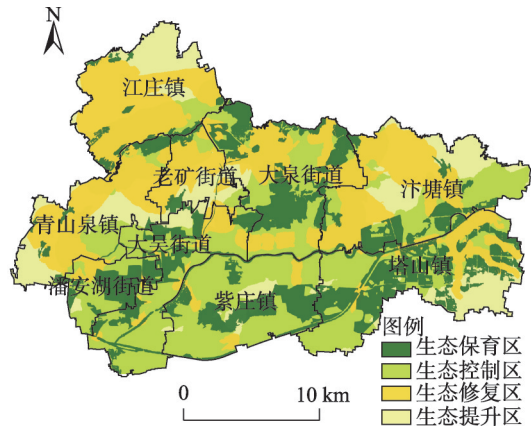 N
江庄镇
老矿街道
大泉街道
汴塘镇
青山泉镇
大吴街道
塔山镇
潘安湖街道
紫庄镇
图例
生态保育区
生态控制区
生态修复区
生态提升区
0 10 km